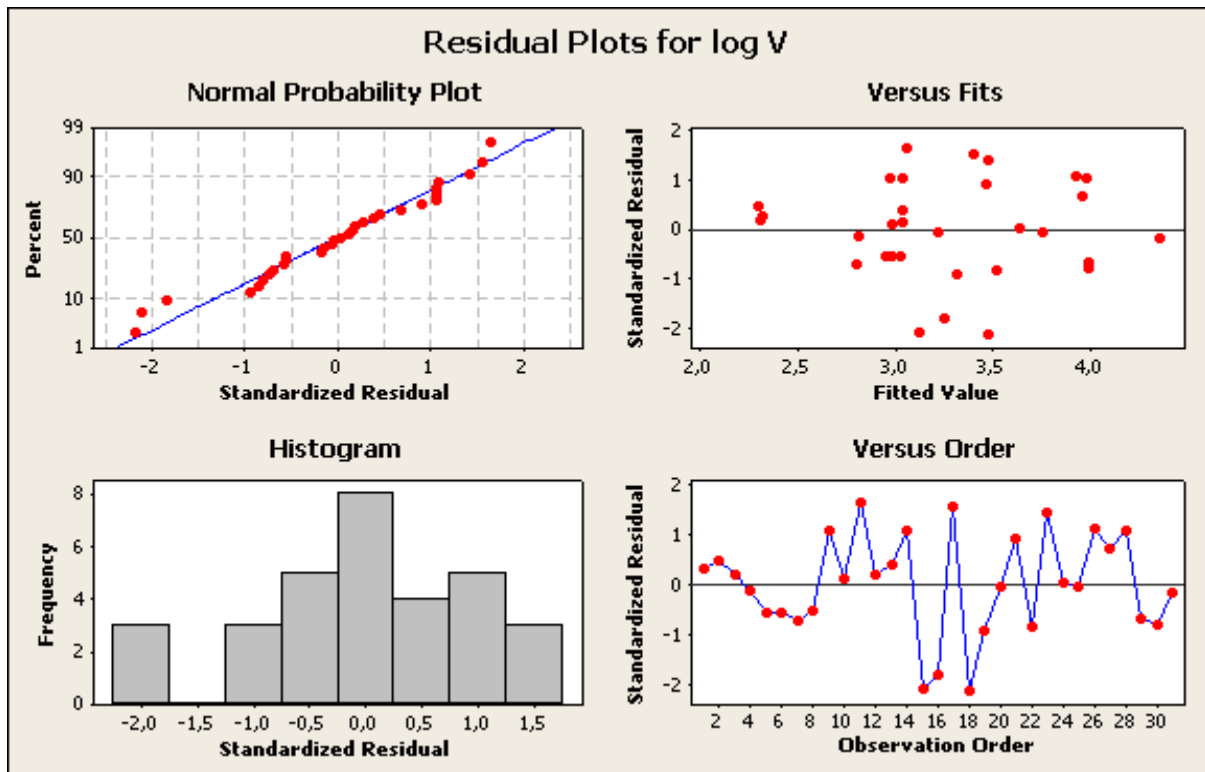 Residual Plots for log V
Normal Probability Plot
Percent
99
90
50
10
1
-2
-1
0
1
2
Standardized Residual
Versus Fits
Standardized Residual
2
1
0
-1
-2
2,0
2,5
3,0
3,5
4,0
Fitted Value
Histogram
Frequency
8
6
4
2
0
-2,0
-1,5
-1,0
-0,5
0,0
0,5
1,0
1,5
Standardized Residual
Versus Order
Standardized Residual
2
1
0
-1
-2
2 4 6 8 10 12 14 16 18 20 22 24 26 28 30
Observation Order